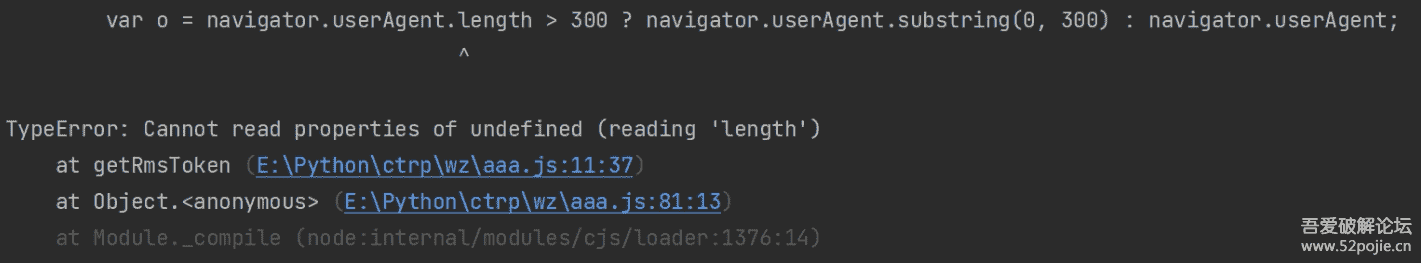 var o = navigator.userAgent.length > 300 ? navigator.userAgent.substring(0, 300) : navigator.userAgent;
^
TypeError: Cannot read properties of undefined (reading 'length')
at getRmsToken (E:\Python\ctrp\wz\aaa.js:11:37)
at Object.<anonymous> (E:\Python\ctrp\wz\aaa.js:81:13)
at Module._compile (node:internal/modules/cjs/loader:1376:14)
吾爱破解论坛
www.52pojie.cn